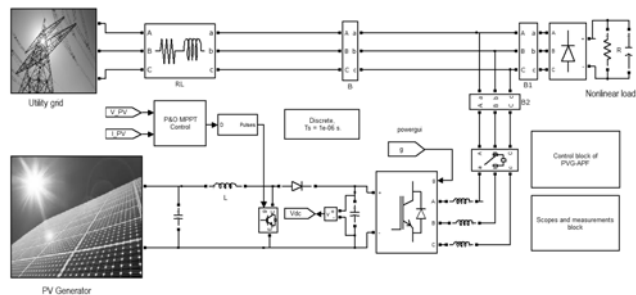 A a
B b
C c
RL
Utility grid
A a
B b
C c
B
A a
B b
C c
B1
R
Nonlinear load
A B C
a b c
B2
V_PV
I_PV
P&O MPPT
Control
D Pulses
Discrete,
Ts = 1e-06 s.
powergui
g
Control block of
PVG-APF
Scopes and measurements
block
L
Vdc
g
+
-
A
B
C
PV Generator